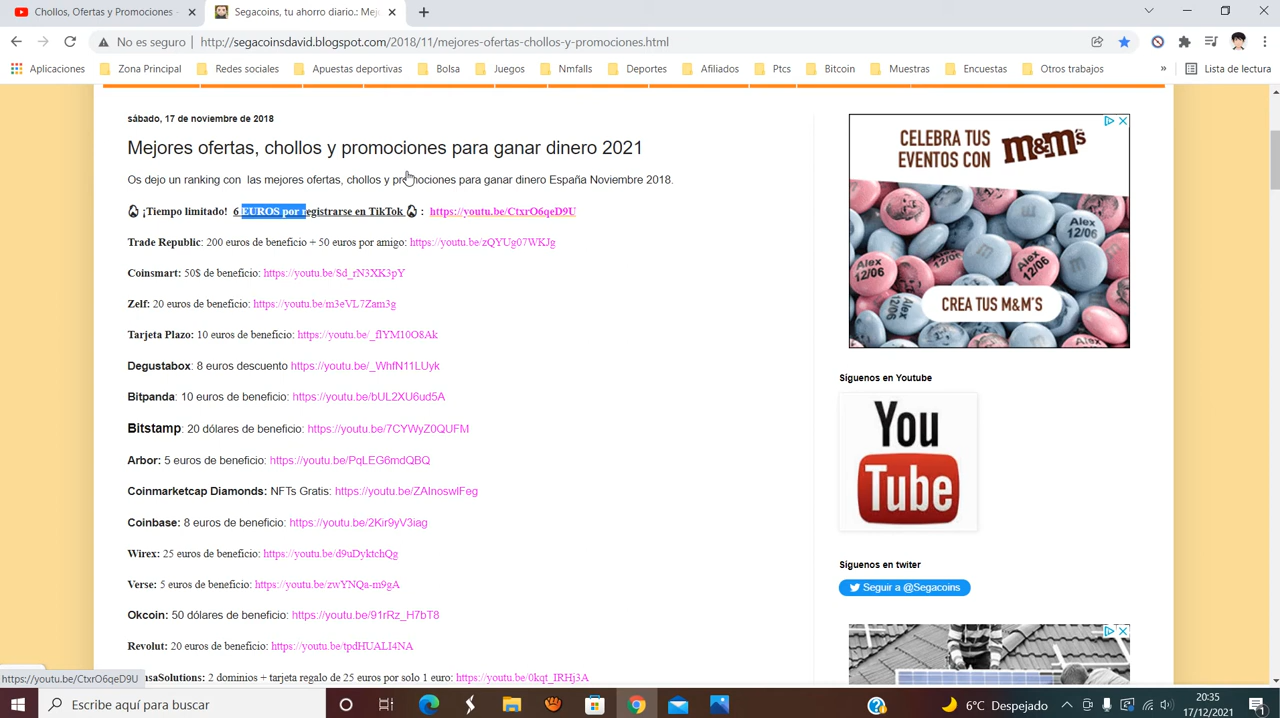 Chollos, Ofertas y Promociones -
Segacoins, tu ahorro diario.: Mej
No es seguro
http://segacoinsdavid.blogspot.com/2018/11/mejores-ofertas-chollos-y-promociones.html
Aplicaciones
Zona Principal
Redes sociales
Apuestas deportivas
Bolsa
Juegos
Nmfalls
Deportes
Afiliados
Ptcs
Bitcoin
Muestras
Encuestas
Otros trabajos
»
Lista de lectura
sábado, 17 de noviembre de 2018
Mejores ofertas, chollos y promociones para ganar dinero 2021
Os dejo un ranking con las mejores ofertas, chollos y promociones para ganar dinero España Noviembre 2018.
¡Tiempo limitado! 6 EUROS por registrarse en TikTok : https://youtu.be/CtxrO6qeD9U
Trade Republic: 200 euros de beneficio + 50 euros por amigo: https://youtu.be/zQYUg07WKJg
Coinsmart: 50$ de beneficio: https://youtu.be/Sd_rN3XK3pY
Zelf: 20 euros de beneficio: https://youtu.be/m3eVL7Zam3g
Tarjeta Plazo: 10 euros de beneficio: https://youtu.be/_fIYM10O8Ak
Degustabox: 8 euros descuento https://youtu.be/_WhfN11LUyk
Bitpanda: 10 euros de beneficio: https://youtu.be/bUL2XU6ud5A
Bitstamp: 20 dólares de beneficio: https://youtu.be/7CYWyZ0QUFM
Arbor: 5 euros de beneficio: https://youtu.be/PqLEG6mdQBQ
Coinmarketcap Diamonds: NFTs Gratis: https://youtu.be/ZAInoswIFeg
Coinbase: 8 euros de beneficio: https://youtu.be/2Kir9yV3iag
Wirex: 25 euros de beneficio: https://youtu.be/d9uDyktchQg
Verse: 5 euros de beneficio: https://youtu.be/zwYNQa-m9gA
Okcoin: 50 dólares de beneficio: https://youtu.be/91rRz_H7bT8
Revolut: 20 euros de beneficio: https://youtu.be/tpdHUALI4NA
nsaSolutions: 2 dominios + tarjeta regalo de 25 euros por solo 1 euro: https://youtu.be/0kqt_IRHj3A
https://youtu.be/CtxrO6qeD9U
CELEBRA TUS
EVENTOS CON
m&m's
Alex
12/06
Alex
12/06
Alex
12/06
CREA TUS M&M'S
Síguenos en Youtube
You
Tube
Síguenos en twiter
Seguir a @Segacoins
Escribe aquí para buscar
6°C Despejado
20:35
17/12/2021
1